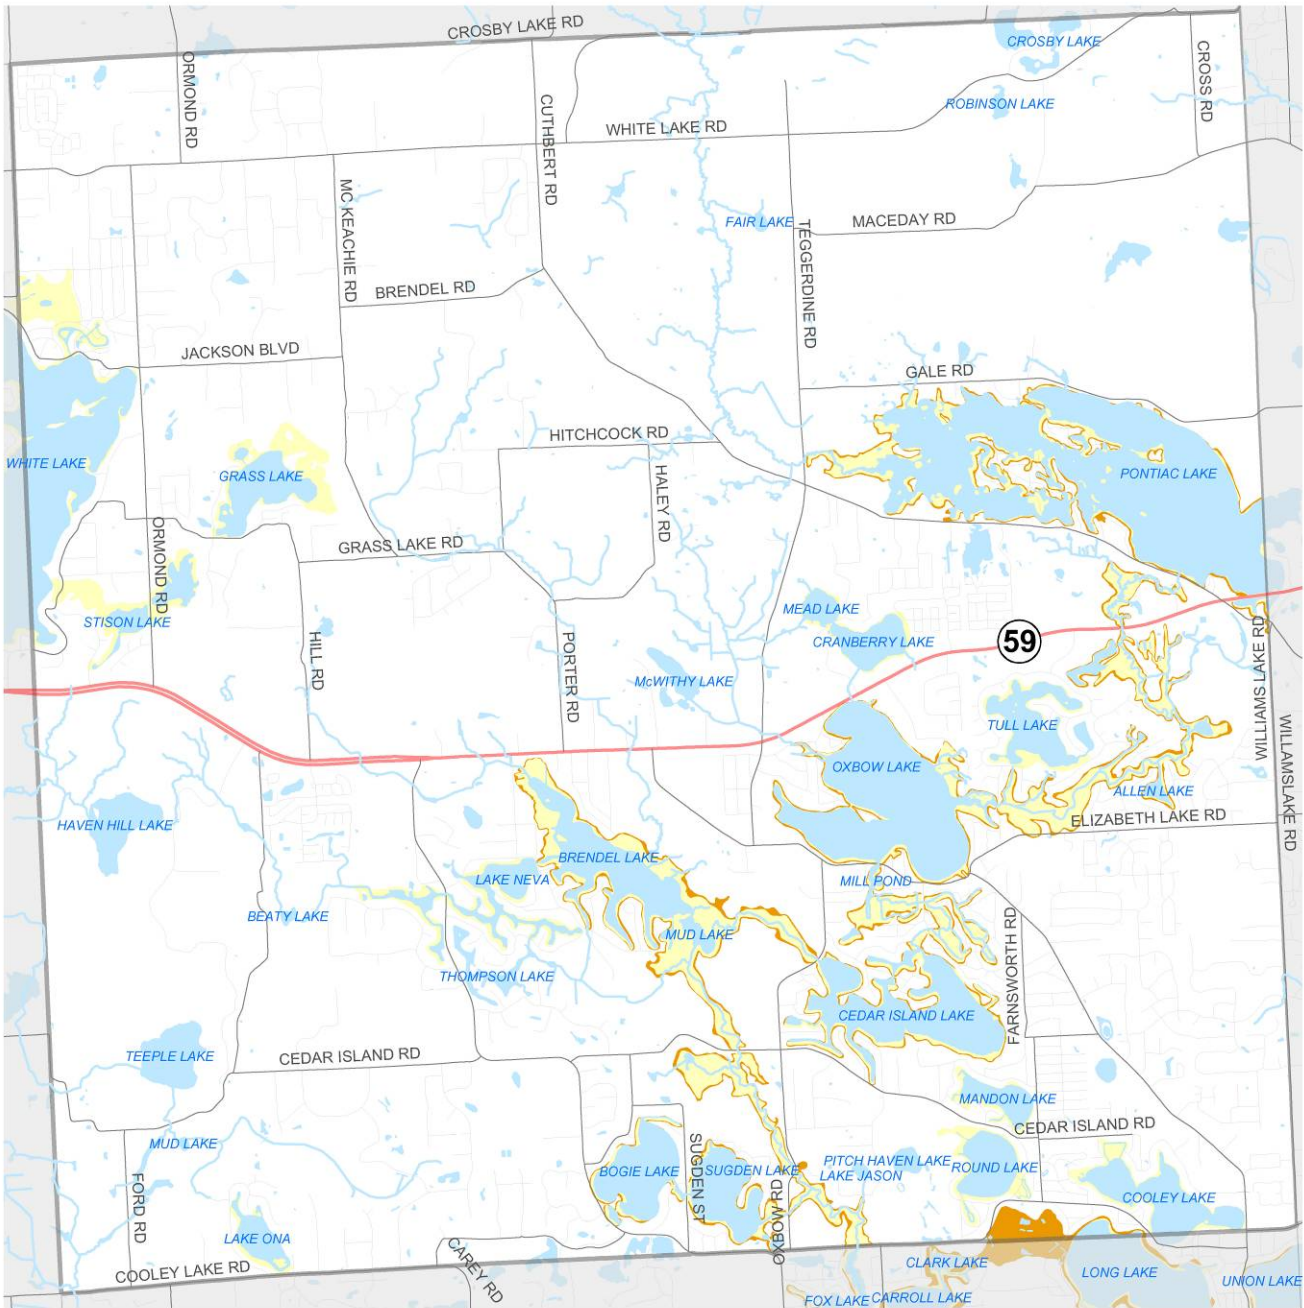 CROSBY LAKE RD
CROSBY LAKE
ORMOND RD
CROSS RD
CUTHBERT RD
ROBINSON LAKE
WHITE LAKE RD
MC KEACHIE RD
FAIR LAKE
MACEDAY RD
TEGGERDINE RD
BRENDEL RD
JACKSON BLVD
GALE RD
HITCHCOCK RD
WHITE LAKE
GRASS LAKE
HALEY RD
PONTIAC LAKE
ORMOND RD
GRASS LAKE RD
MEAD LAKE
STISON LAKE
CRANBERRY LAKE
59
HILL RD
PORTER RD
McWITHY LAKE
WILLIAMS LAKE RD
TULL LAKE
WILLAMSLAKE RD
OXBOW LAKE
ALLEN LAKE
HAVEN HILL LAKE
ELIZABETH LAKE RD
BRENDEL LAKE
LAKE NEVA
MILL POND
BEATY LAKE
MUD LAKE
FARNSWORTH RD
THOMPSON LAKE
CEDAR ISLAND LAKE
TEEPLE LAKE
CEDAR ISLAND RD
MANDON LAKE
CEDAR ISLAND RD
MUD LAKE
FORD RD
BOGIE LAKE
SUGDEN ST
SUGDEN LAKE
OXBOW RD
PITCH HAVEN LAKE
LAKE JASON
ROUND LAKE
COOLEY LAKE
LAKE ONA
COOLEY LAKE RD
CAREY RD
CLARK LAKE
LONG LAKE
UNION LAKE
FOX LAKE
CARROLL LAKE